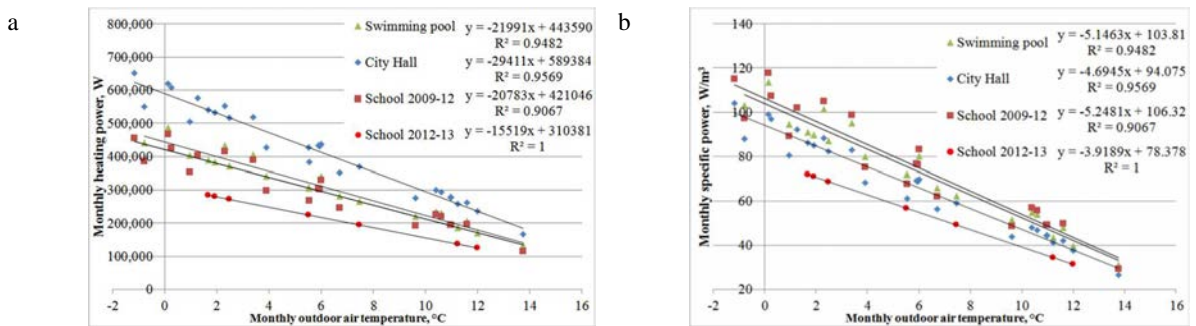 a
800,000
700,000
600,000
500,000
400,000
300,000
200,000
100,000
-2 0 2 4 6 8 10 12 14 16
Monthly heating power, W
Monthly outdoor air temperature, °C
Swimming pool y = -21991x + 443590
R² = 0.9482
City Hall y = -29411x + 589384
R² = 0.9569
School 2009-12 y = -20783x + 421046
R² = 0.9067
School 2012-13 y = -15519x + 310381
R² = 1
b
140
120
100
80
60
40
20
-2 0 2 4 6 8 10 12 14 16
Monthly specific power, W/m³
Monthly outdoor air temperature, °C
Swimming pool y = -5.1463x + 103.81
R² = 0.9482
City Hall y = -4.6945x + 94.075
R² = 0.9569
School 2009-12 y = -5.2481x + 106.32
R² = 0.9067
School 2012-13 y = -3.9189x + 78.378
R² = 1